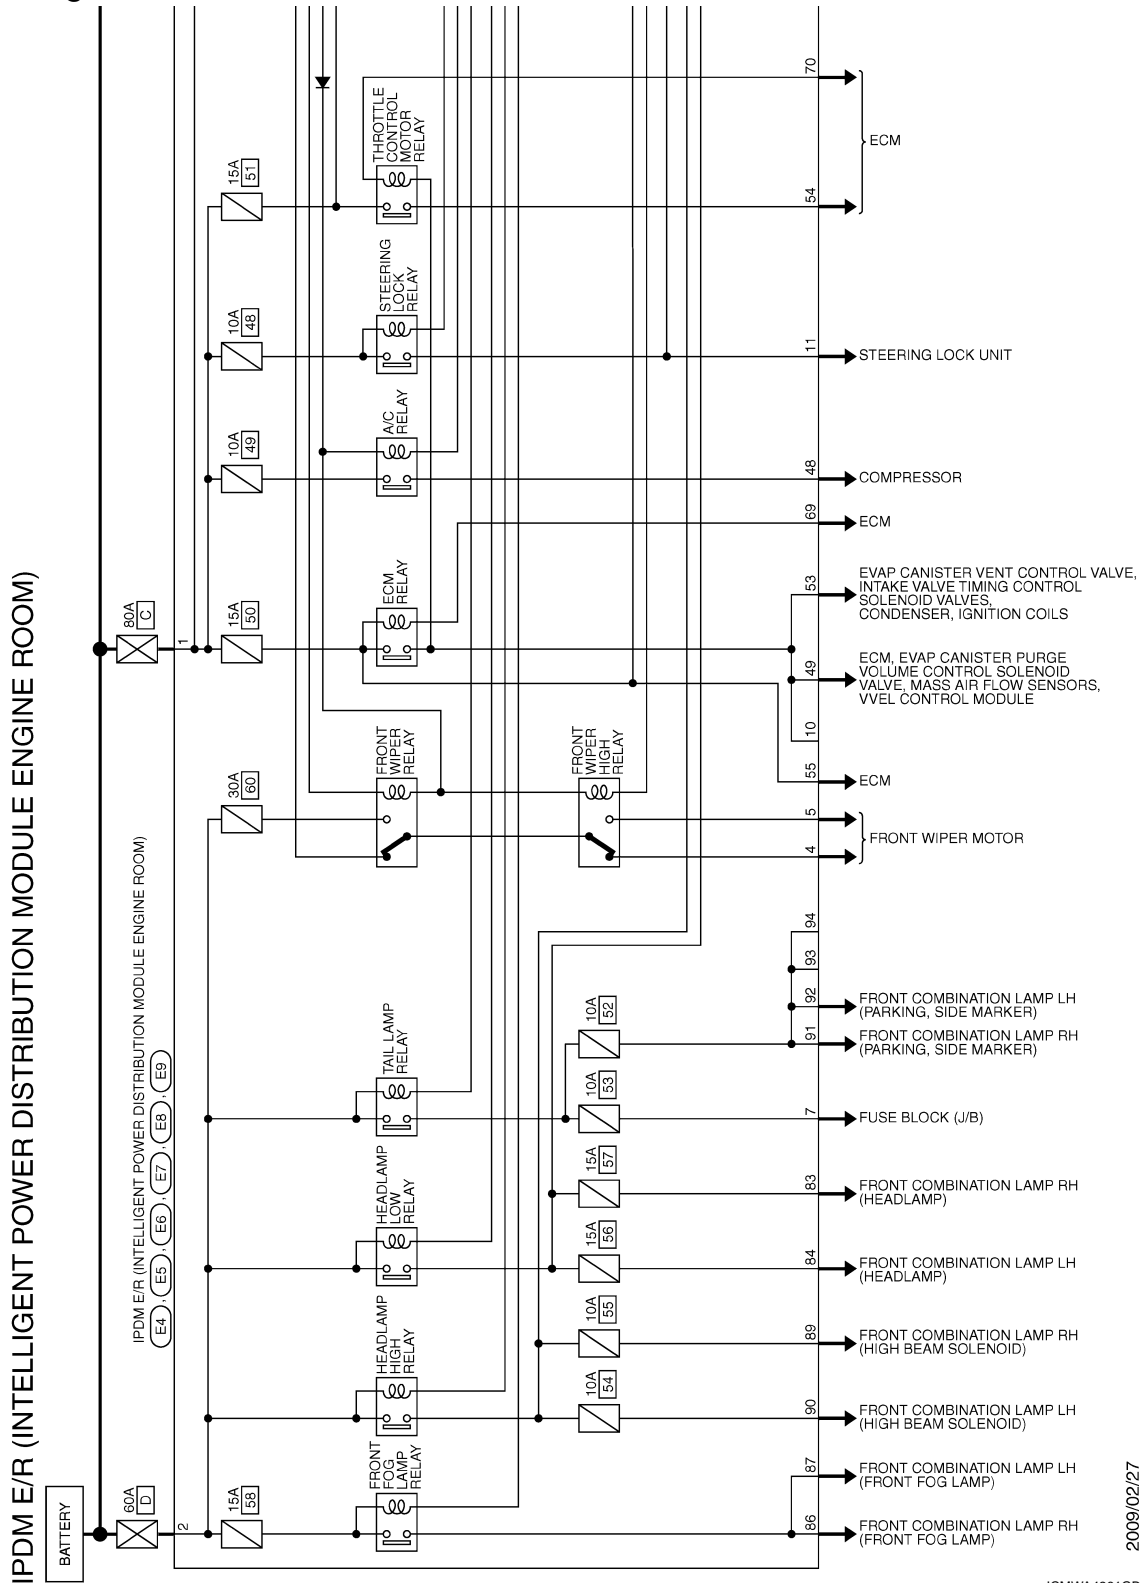 IPDM E/R (INTELLIGENT POWER DISTRIBUTION MODULE ENGINE ROOM)
70
THROTTLE
CONTROL
MOTOR
RELAY
ECM
15A
51
54
STEERING
LOCK
RELAY
10A
48
11
STEERING LOCK UNIT
A/C
RELAY
10A
49
48
COMPRESSOR
69
ECM
ECM
RELAY
80A
C
1
15A
50
53
EVAP CANISTER VENT CONTROL VALVE,
INTAKE VALVE TIMING CONTROL
SOLENOID VALVES,
CONDENSER, IGNITION COILS
49
ECM, EVAP CANISTER PURGE
VOLUME CONTROL SOLENOID
VALVE, MASS AIR FLOW SENSORS,
VVEL CONTROL MODULE
10
FRONT
WIPER
RELAY
FRONT
WIPER
HIGH
RELAY
30A
60
55
ECM
5
FRONT WIPER MOTOR
4
IPDM E/R (INTELLIGENT POWER DISTRIBUTION MODULE ENGINE ROOM)
E4 , E5 , E6 , E7 , E8 , E9
94
93
92
FRONT COMBINATION LAMP LH
(PARKING, SIDE MARKER)
10A
52
91
FRONT COMBINATION LAMP RH
(PARKING, SIDE MARKER)
TAIL LAMP
RELAY
10A
53
7
FUSE BLOCK (J/B)
15A
57
83
FRONT COMBINATION LAMP RH
(HEADLAMP)
HEADLAMP
LOW
RELAY
15A
56
84
FRONT COMBINATION LAMP LH
(HEADLAMP)
10A
55
89
FRONT COMBINATION LAMP RH
(HIGH BEAM SOLENOID)
HEADLAMP
HIGH
RELAY
10A
54
90
FRONT COMBINATION LAMP LH
(HIGH BEAM SOLENOID)
FRONT
FOG
LAMP
RELAY
87
FRONT COMBINATION LAMP LH
(FRONT FOG LAMP)
BATTERY
60A
D
2
15A
58
86
FRONT COMBINATION LAMP RH
(FRONT FOG LAMP)
2009/02/27